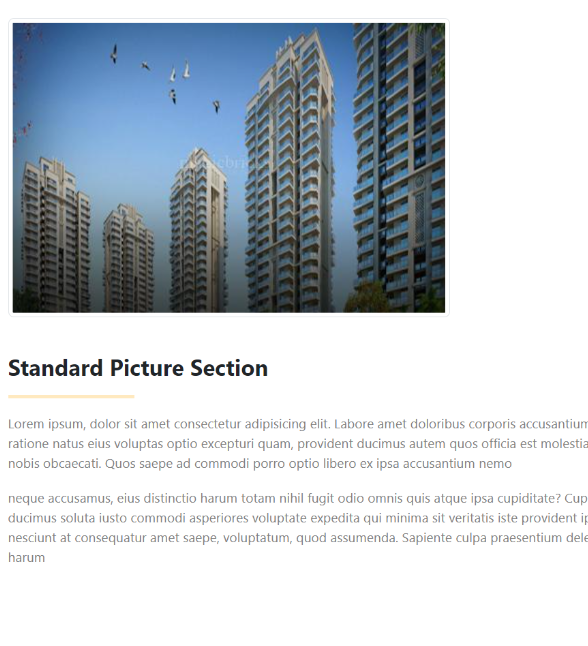 Standard Picture Section
Lorem ipsum, dolor sit amet consectetur adipisicing elit. Labore amet doloribus corporis accusantium
ratione natus eius voluptas optio excepturi quam, provident ducimus autem quos officia est molestia
nobis obcaecati. Quos saepe ad commodi porro optio libero ex ipsa accusantium nemo
neque accusamus, eius distinctio harum totam nihil fugit odio omnis quis atque ipsa cupiditate? Cup
ducimus soluta iusto commodi asperiores voluptate expedita qui minima sit veritatis iste provident ip
nesciunt at consequatur amet saepe, voluptatum, quod assumenda. Sapiente culpa praesentium dele
harum